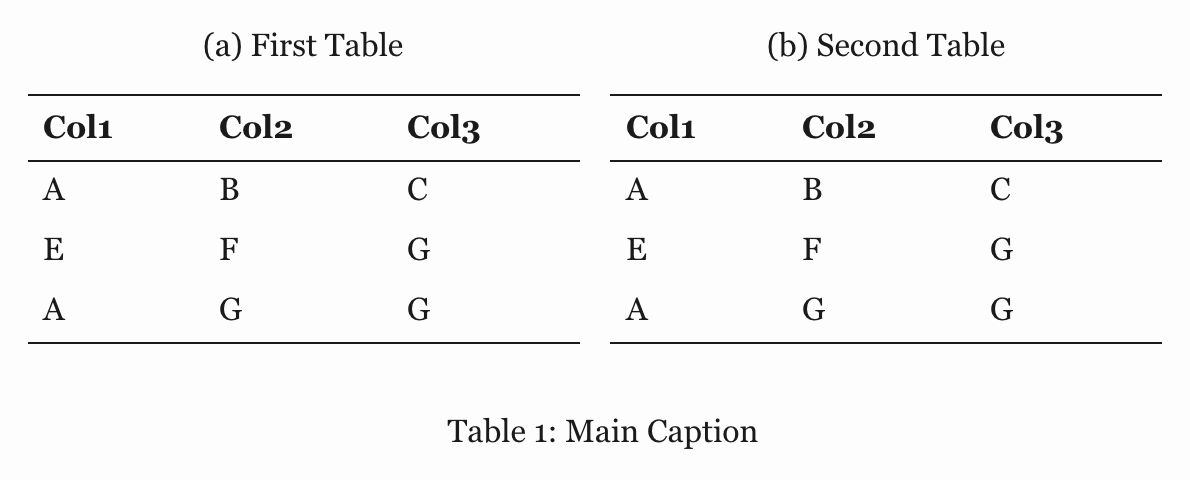 (a) First Table
Col1 Col2 Col3
A B C
E F G
A G G
(b) Second Table
Col1 Col2 Col3
A B C
E F G
A G G
Table 1: Main Caption